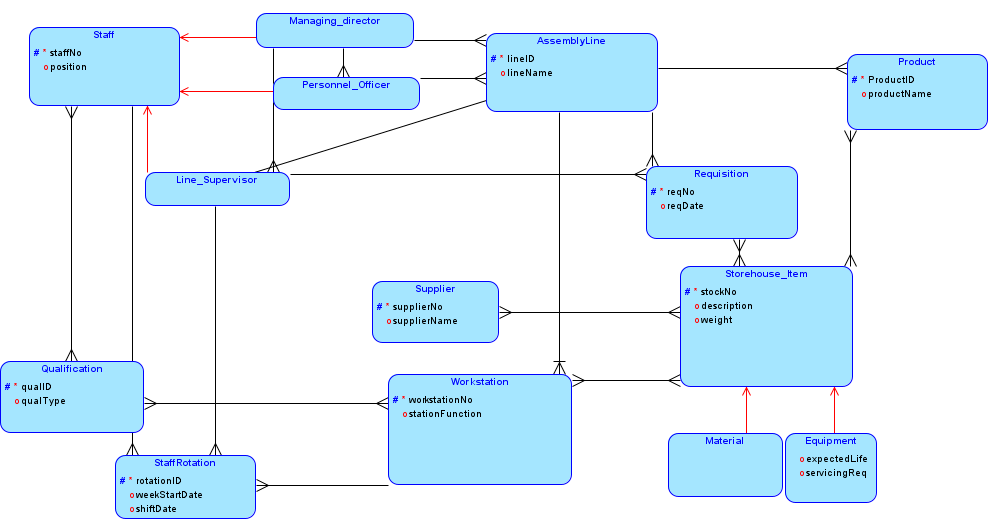 Managing_director
Staff
# * staffNo
o position
AssemblyLine
# * lineID
o lineName
Product
# * ProductID
o productName
Personnel_Officer
Line_Supervisor
Requisition
# * reqNo
o reqDate
Storehouse_Item
# * stockNo
o description
o weight
Supplier
# * supplierNo
o supplierName
Qualification
# * qualID
o qualType
Workstation
# * workstationNo
o stationFunction
Material
Equipment
o expectedLife
o servicingReq
StaffRotation
# * rotationID
o weekStartDate
o shiftDate